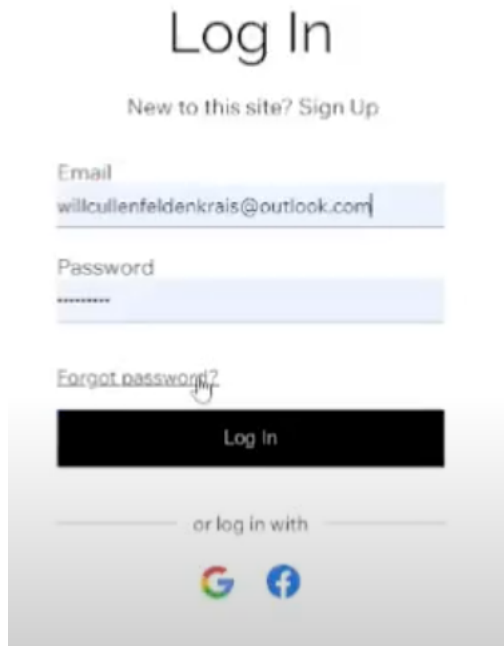 Log In
New to this site? Sign Up
Email
willcullenfeldenkrais@outlook.com
Password
•••••••••
Forgot password?
Log In
or log in with